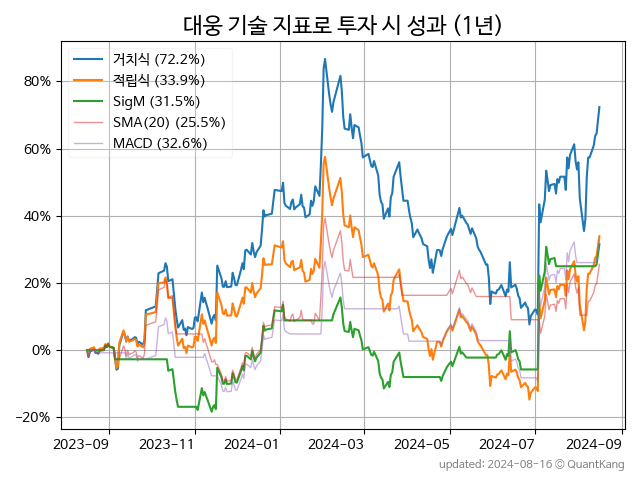 대웅 기술 지표로 투자 시 성과 (1년)
거치식 (72.2%)
적립식 (33.9%)
SigM (31.5%)
SMA(20) (25.5%)
MACD (32.6%)
80%
60%
40%
20%
0%
−20%
2023-09 2023-11 2024-01 2024-03 2024-05 2024-07 2024-09
updated: 2024-08-16 © QuantKang